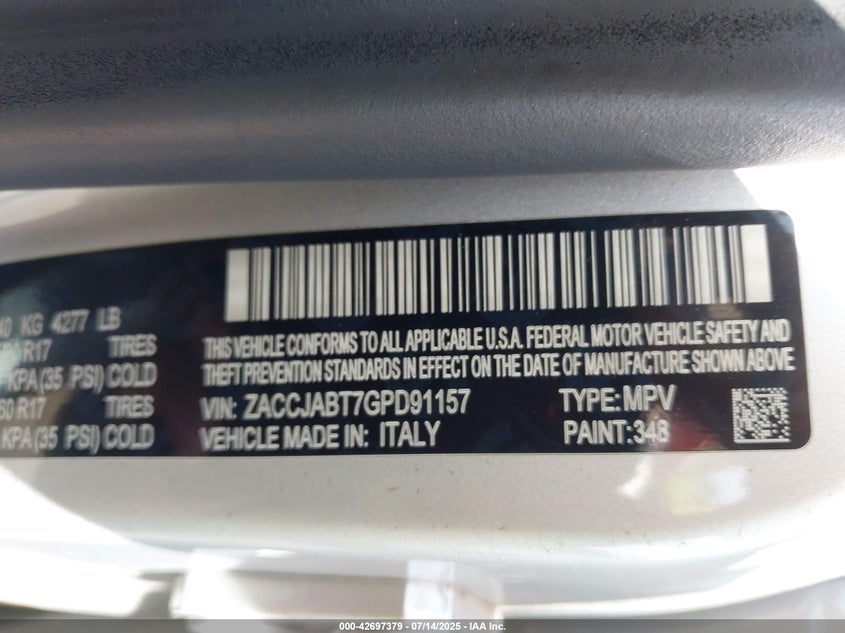 KG 4277 LB
R17 TIRES
KPA(35 PSI) COLD
R17 TIRES
KPA(35 PSI) COLD
THIS VEHICLE CONFORMS TO ALL APPLICABLE U.S.A. FEDERAL MOTOR VEHICLE SAFETY AND
THEFT PREVENTION STANDARDS IN EFFECT ON THE DATE OF MANUFACTURE SHOWN ABOVE
VIN: ZACCJABT7GPD91157 TYPE: MPV
VEHICLE MADE IN: ITALY PAINT:348
000-42697379 - 07/14/2025 - IAA Inc.